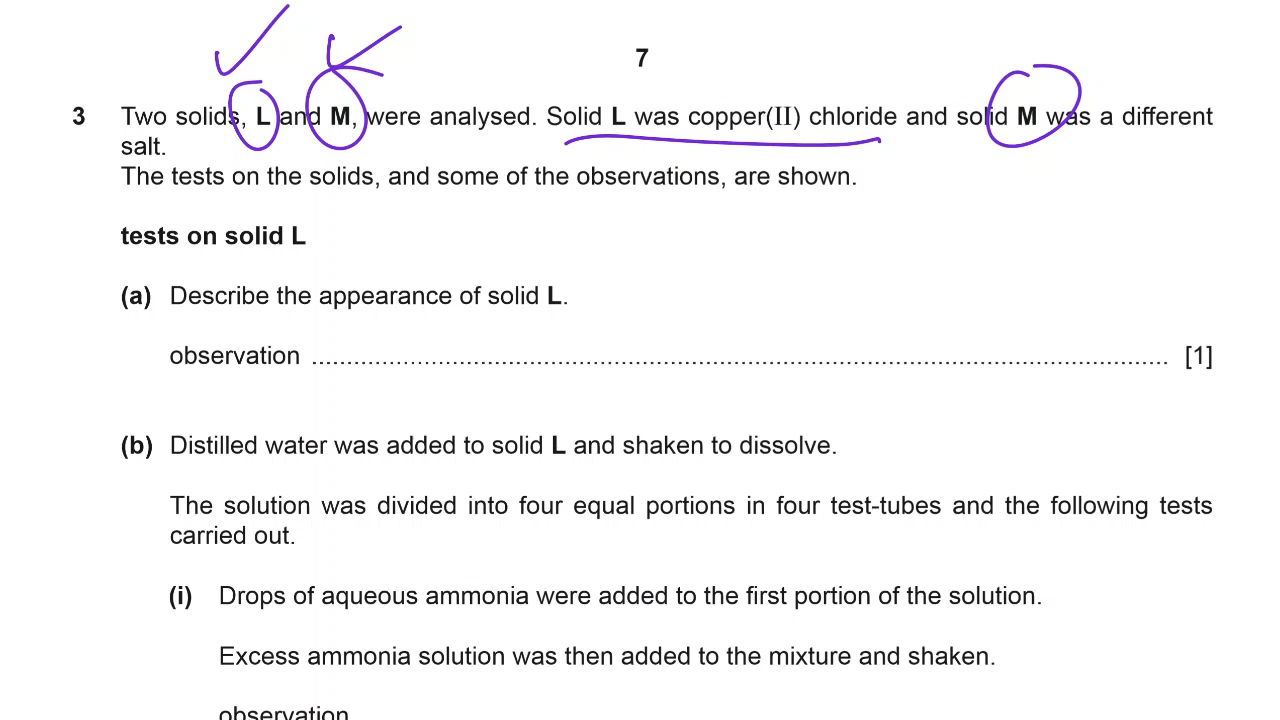 7
3 Two solids, L and M, were analysed. Solid L was copper(II) chloride and solid M was a different
salt.
The tests on the solids, and some of the observations, are shown.
tests on solid L
(a) Describe the appearance of solid L.
observation ........................................................................................................................ [1]
(b) Distilled water was added to solid L and shaken to dissolve.
The solution was divided into four equal portions in four test-tubes and the following tests
carried out.
(i) Drops of aqueous ammonia were added to the first portion of the solution.
Excess ammonia solution was then added to the mixture and shaken.
observation